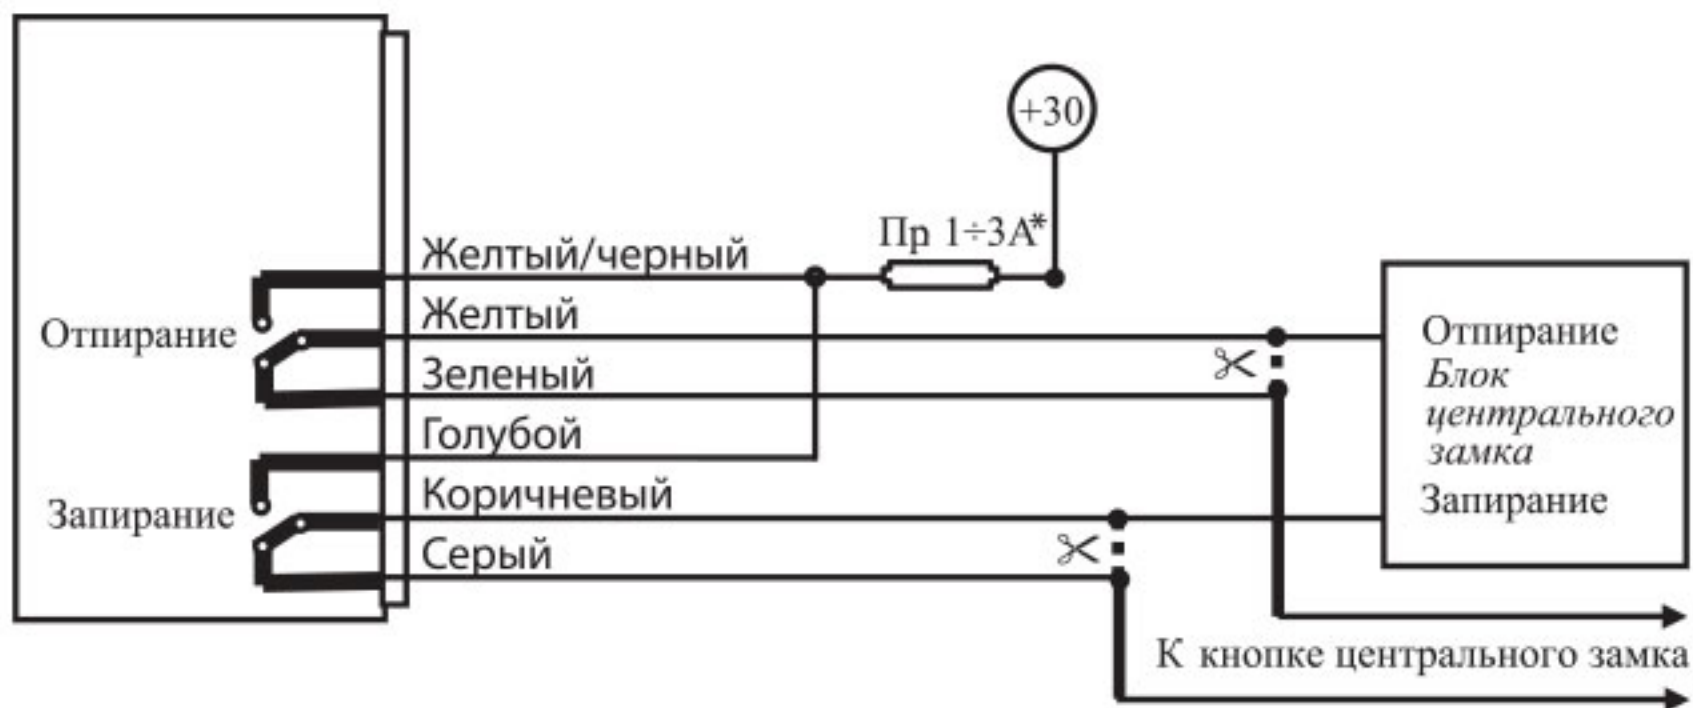 +30
Пр 1÷3А*
Желтый/черный
Желтый
Отпирание
Зеленый
Голубой
Коричневый
Запирание
Серый
Отпирание
Блок
центрального
замка
Запирание
К кнопке центрального замка